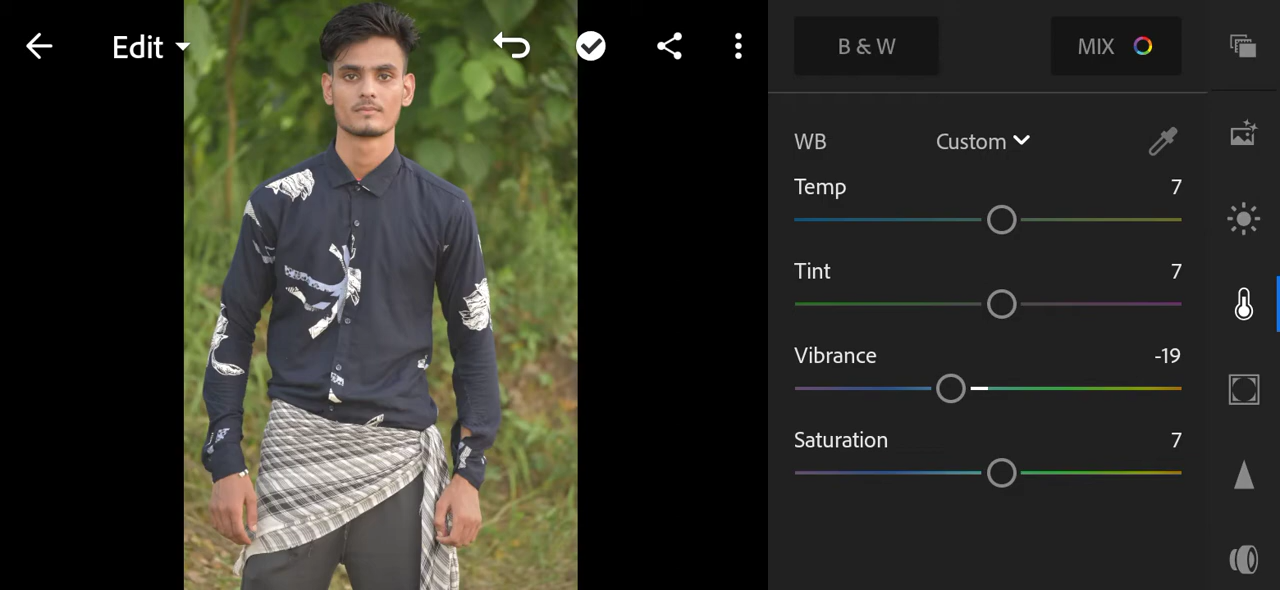 Edit
B & W
MIX
WB
Custom
Temp
7
Tint
7
Vibrance
-19
Saturation
7